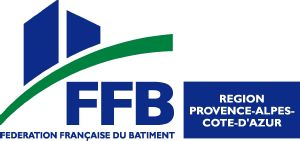 FFB
FEDERATION FRANÇAISE DU BATIMENT
REGION
PROVENCE-ALPES-
COTE-D'AZUR